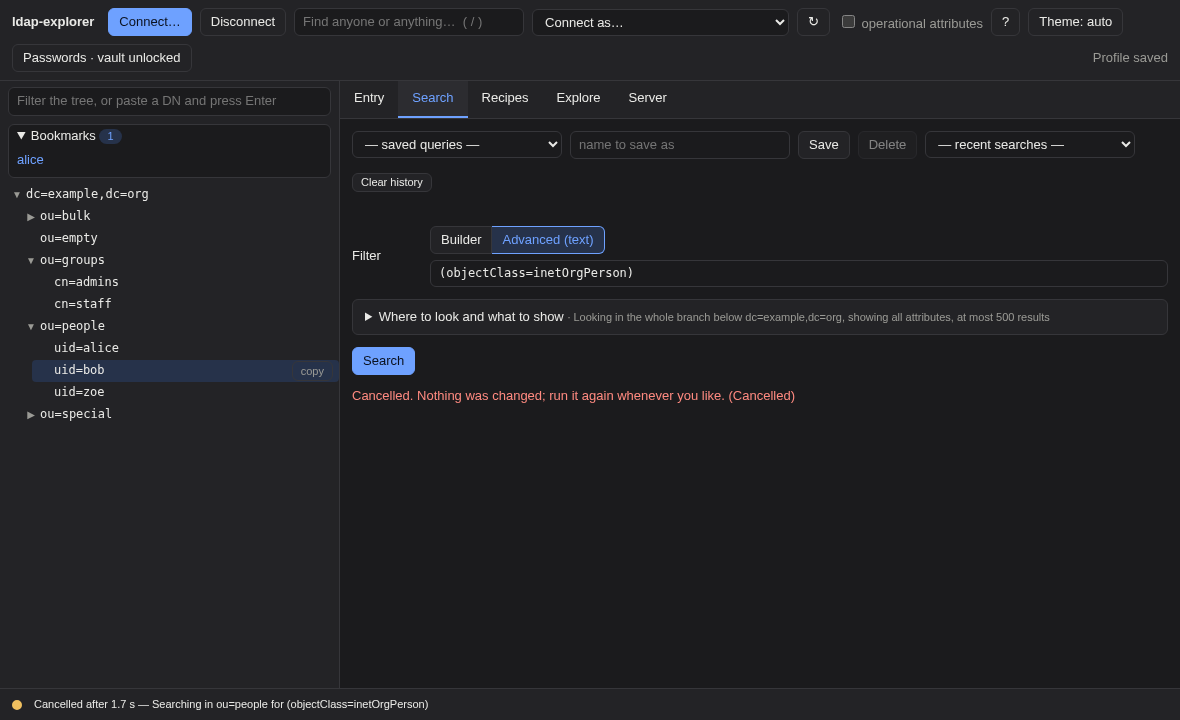 ldap-explorer Connect… Disconnect Find anyone or anything… ( / ) Connect as… ↻ operational attributes ? Theme: auto
Passwords · vault unlocked Profile saved
Filter the tree, or paste a DN and press Enter
▼ Bookmarks 1
alice
▼ dc=example,dc=org
▶ ou=bulk
ou=empty
▼ ou=groups
cn=admins
cn=staff
▼ ou=people
uid=alice
uid=bob copy
uid=zoe
▶ ou=special
Entry Search Recipes Explore Server
— saved queries — name to save as Save Delete — recent searches —
Clear history
Builder Advanced (text)
Filter
(objectClass=inetOrgPerson)
▶ Where to look and what to show · Looking in the whole branch below dc=example,dc=org, showing all attributes, at most 500 results
Search
Cancelled. Nothing was changed; run it again whenever you like. (Cancelled)
Cancelled after 1.7 s — Searching in ou=people for (objectClass=inetOrgPerson)